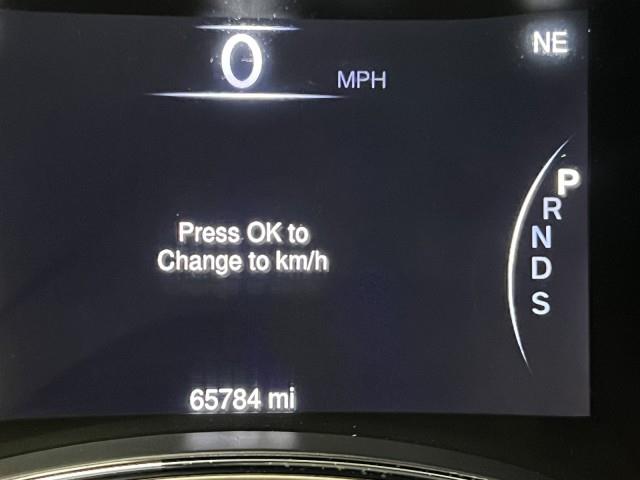 0 MPH
NE
Press OK to
Change to km/h
P
R
N
D
S
65784 mi